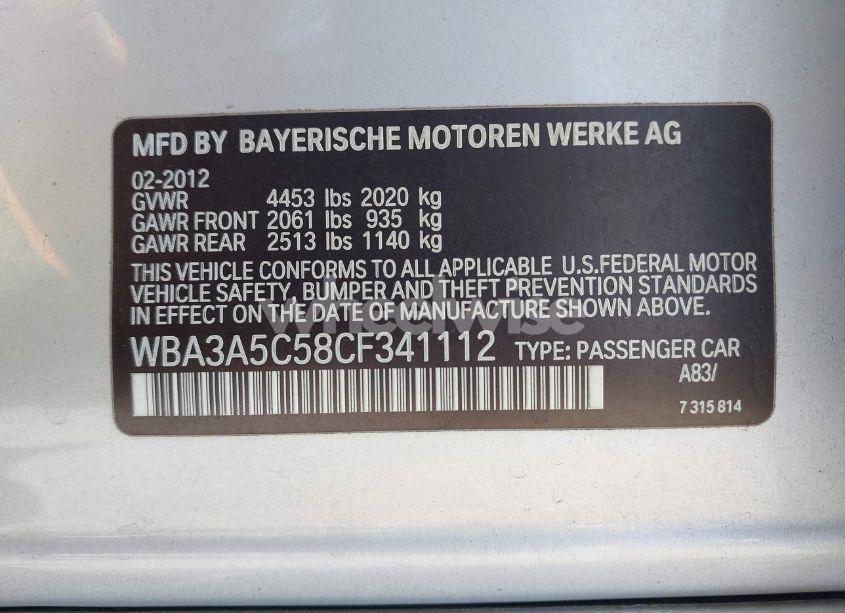 MFD BY BAYERISCHE MOTOREN WERKE AG
02-2012
GVWR 4453 lbs 2020 kg
GAWR FRONT 2061 lbs 935 kg
GAWR REAR 2513 lbs 1140 kg
THIS VEHICLE CONFORMS TO ALL APPLICABLE U.S.FEDERAL MOTOR
VEHICLE SAFETY, BUMPER AND THEFT PREVENTION STANDARDS
IN EFFECT ON THE DATE OF MANUFACTURE SHOWN ABOVE.
wheelwise
WBA3A5C58CF341112 TYPE: PASSENGER CAR
A83/
7 315 814